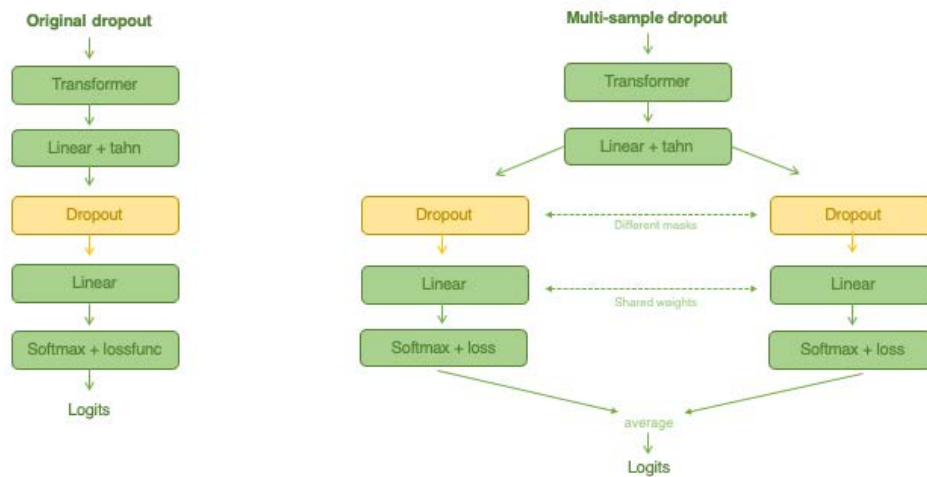 Original dropout
Transformer
Linear + tahn
Dropout
Linear
Softmax + lossfunc
Logits
Multi-sample dropout
Transformer
Linear + tahn
Dropout
Different masks
Dropout
Linear
Shared weights
Linear
Softmax + loss
Softmax + loss
average
Logits